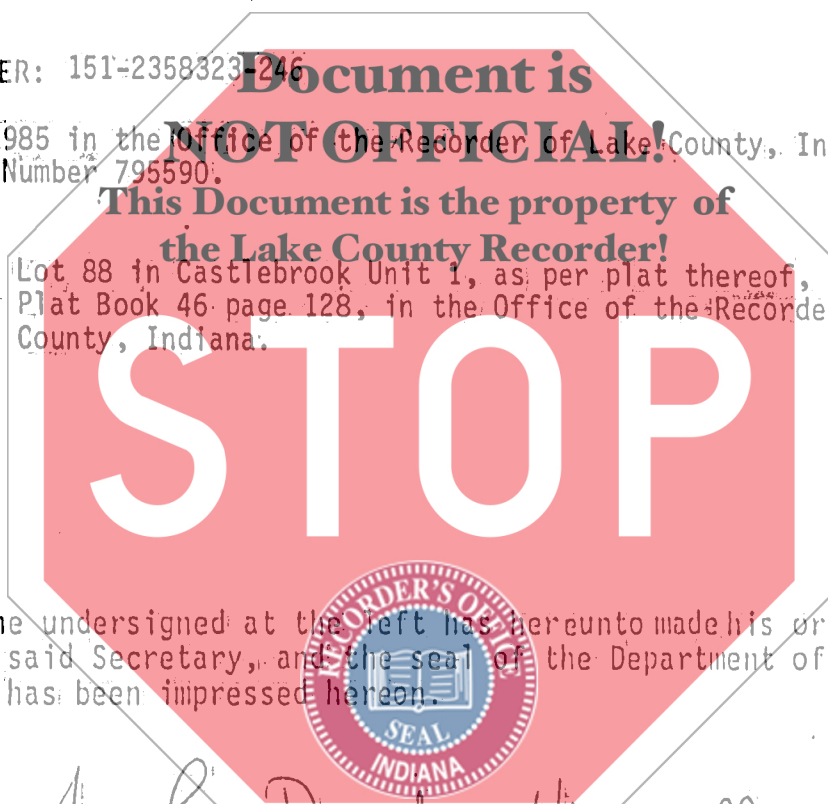 ER: 151-2358323-246
Document is
985 in the Office of the Recorder of Lake County, In
NOT OFFICIAL!
Number 795590.
This Document is the property of
the Lake County Recorder!
Lot 88 in Castlebrook Unit 1, as per plat thereof,
Plat Book 46 page 128, in the Office of the Recorde
County, Indiana.
STOP
ne undersigned at the left has hereunto made his or
said Secretary, and the seal of the Department of
has been impressed hereon.
RECORDER'S OFFICE
SEAL
INDIANA